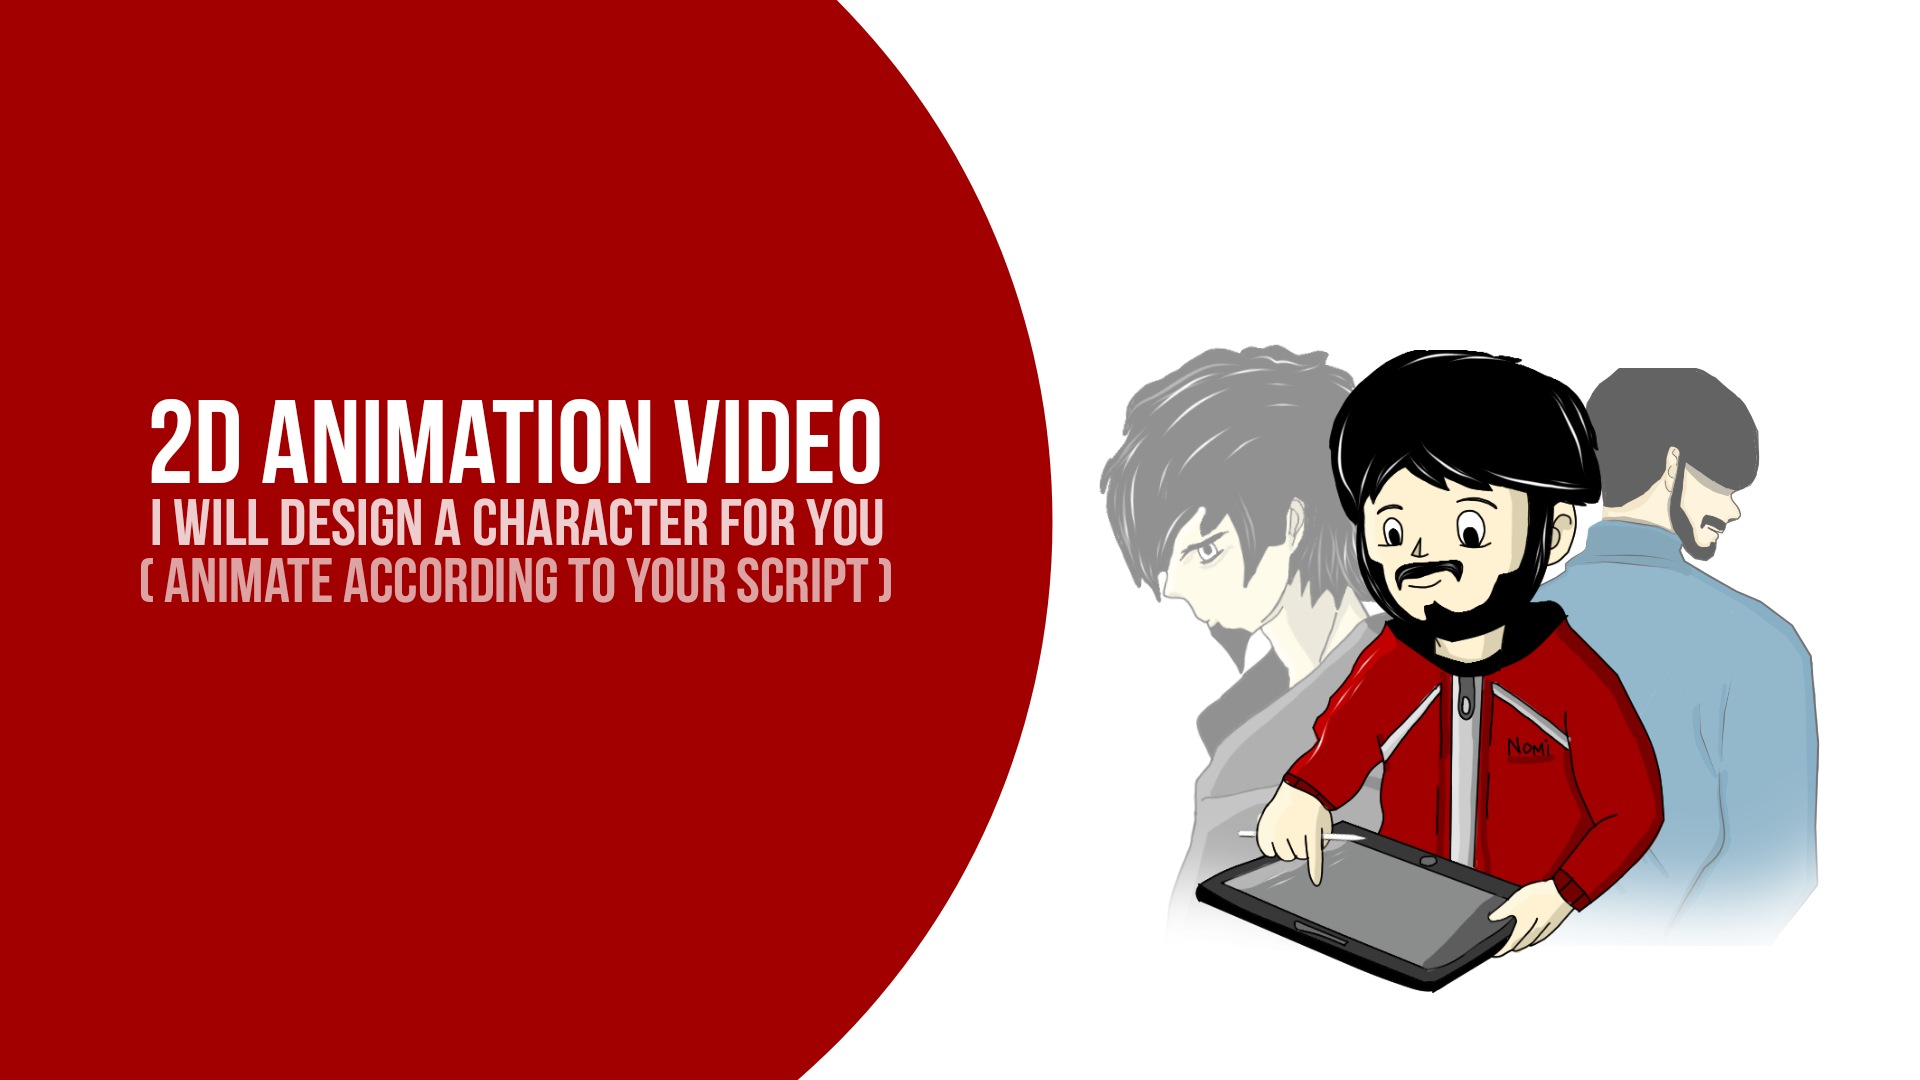 2D ANIMATION VIDEO
I WILL DESIGN A CHARACTER FOR YOU
( ANIMATE ACCORDING TO YOUR SCRIPT )
Nomi